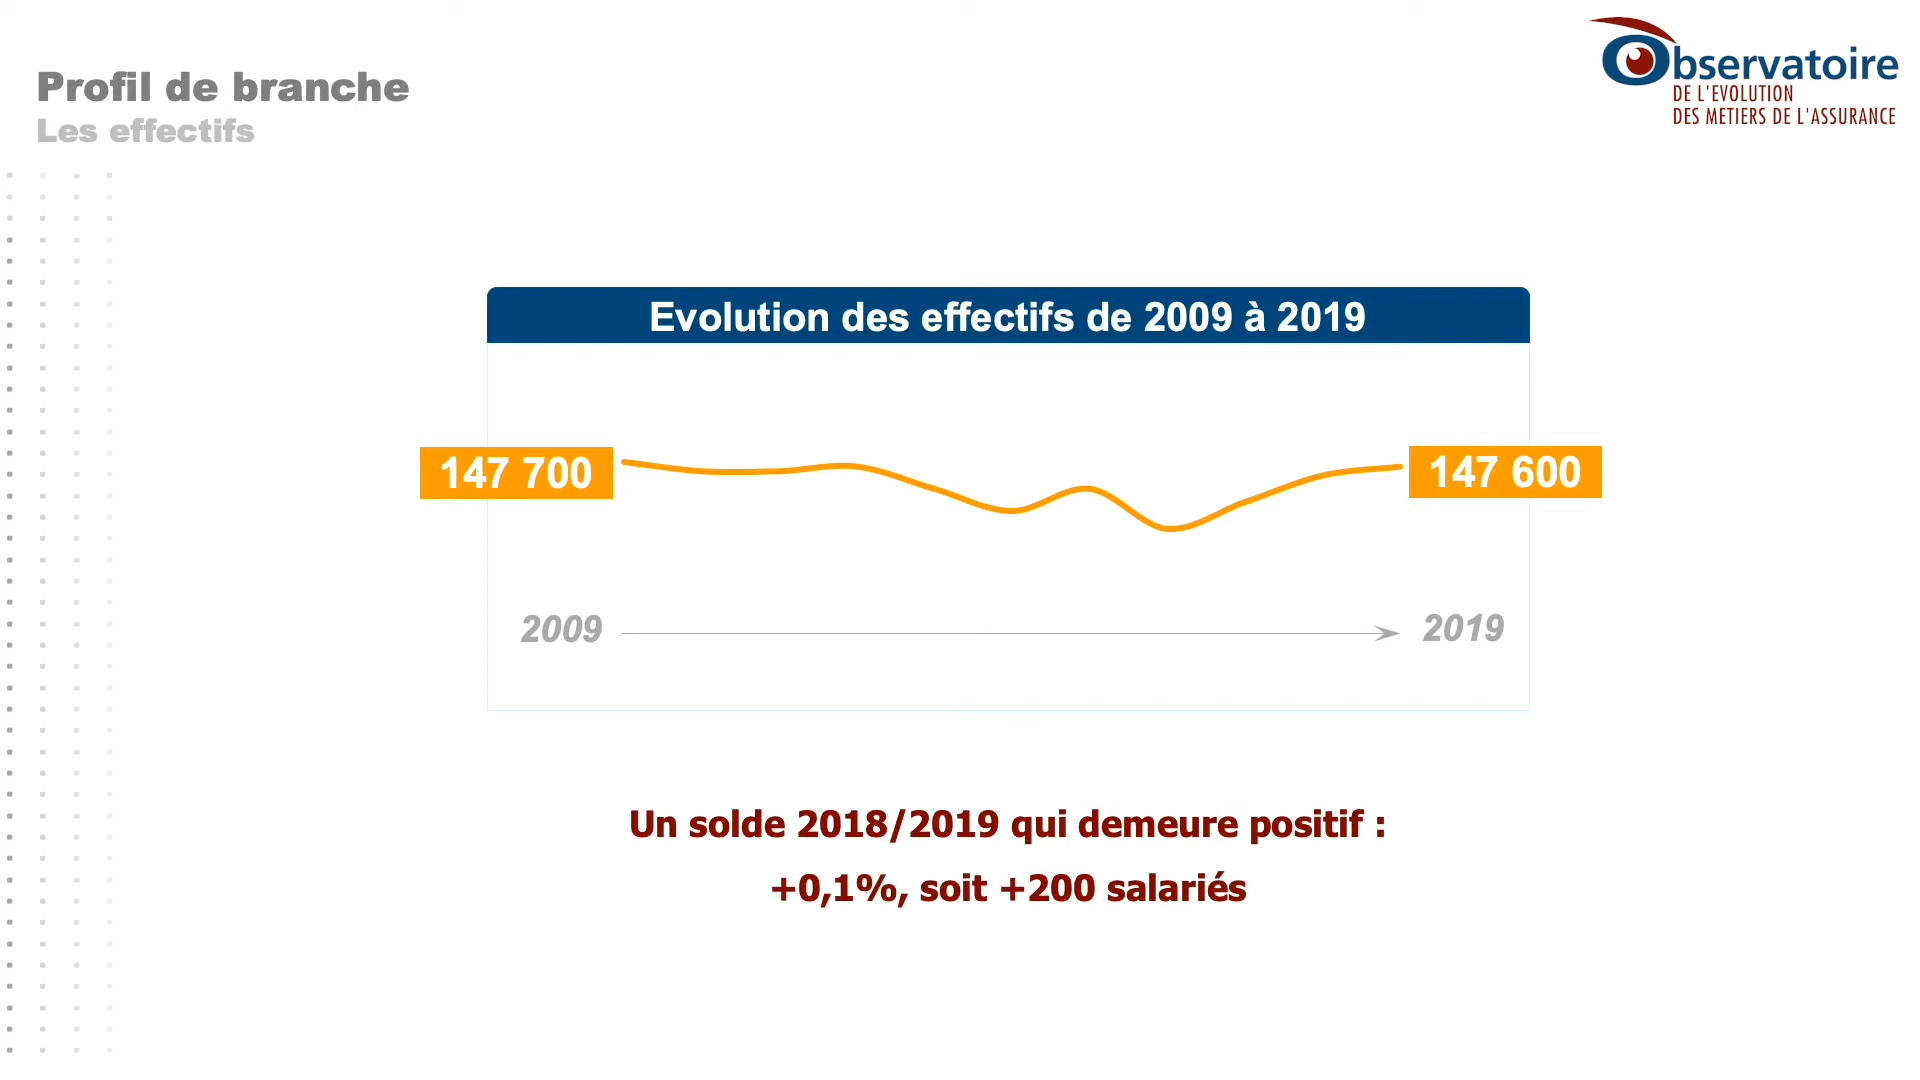 Profil de branche
Les effectifs
Observatoire
DE L'EVOLUTION
DES METIERS DE L'ASSURANCE
Evolution des effectifs de 2009 à 2019
147 700
147 600
2009
2019
Un solde 2018/2019 qui demeure positif :
+0,1%, soit +200 salariés